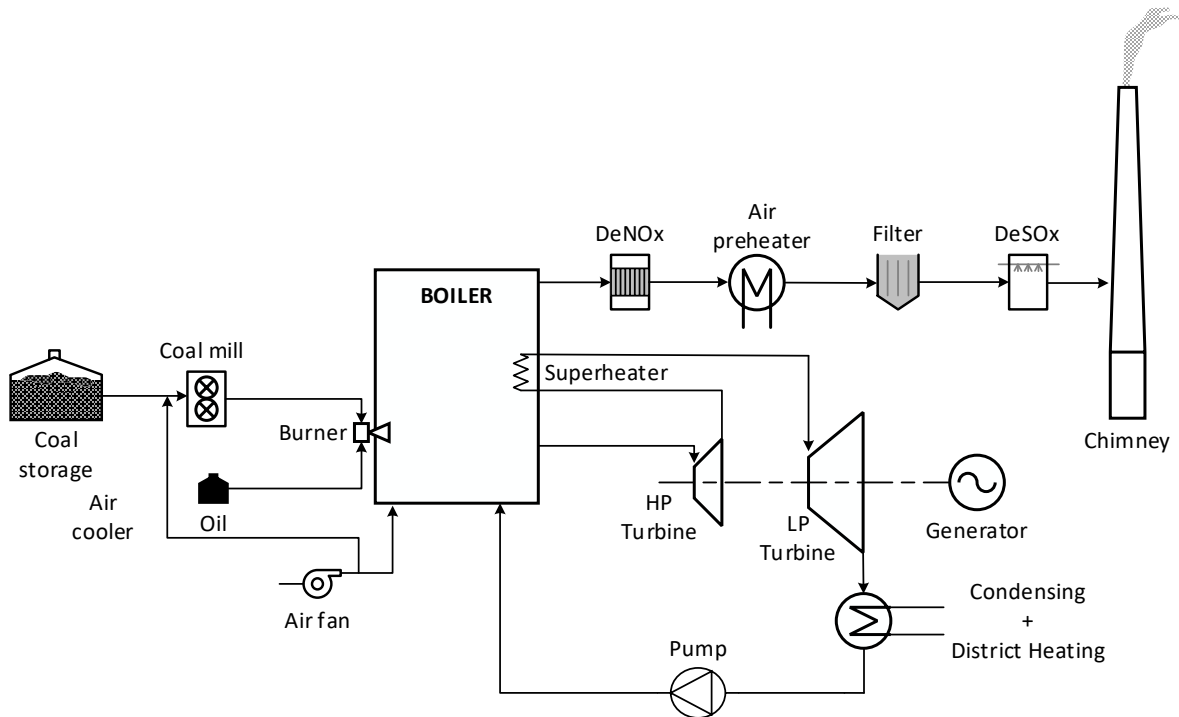 DeNOx
Air
preheater
Filter
DeSOx
BOILER
Coal mill
Superheater
Coal
storage
Burner
Chimney
Air
cooler
Oil
HP
Turbine
LP
Turbine
Generator
Air fan
Condensing
+
District Heating
Pump